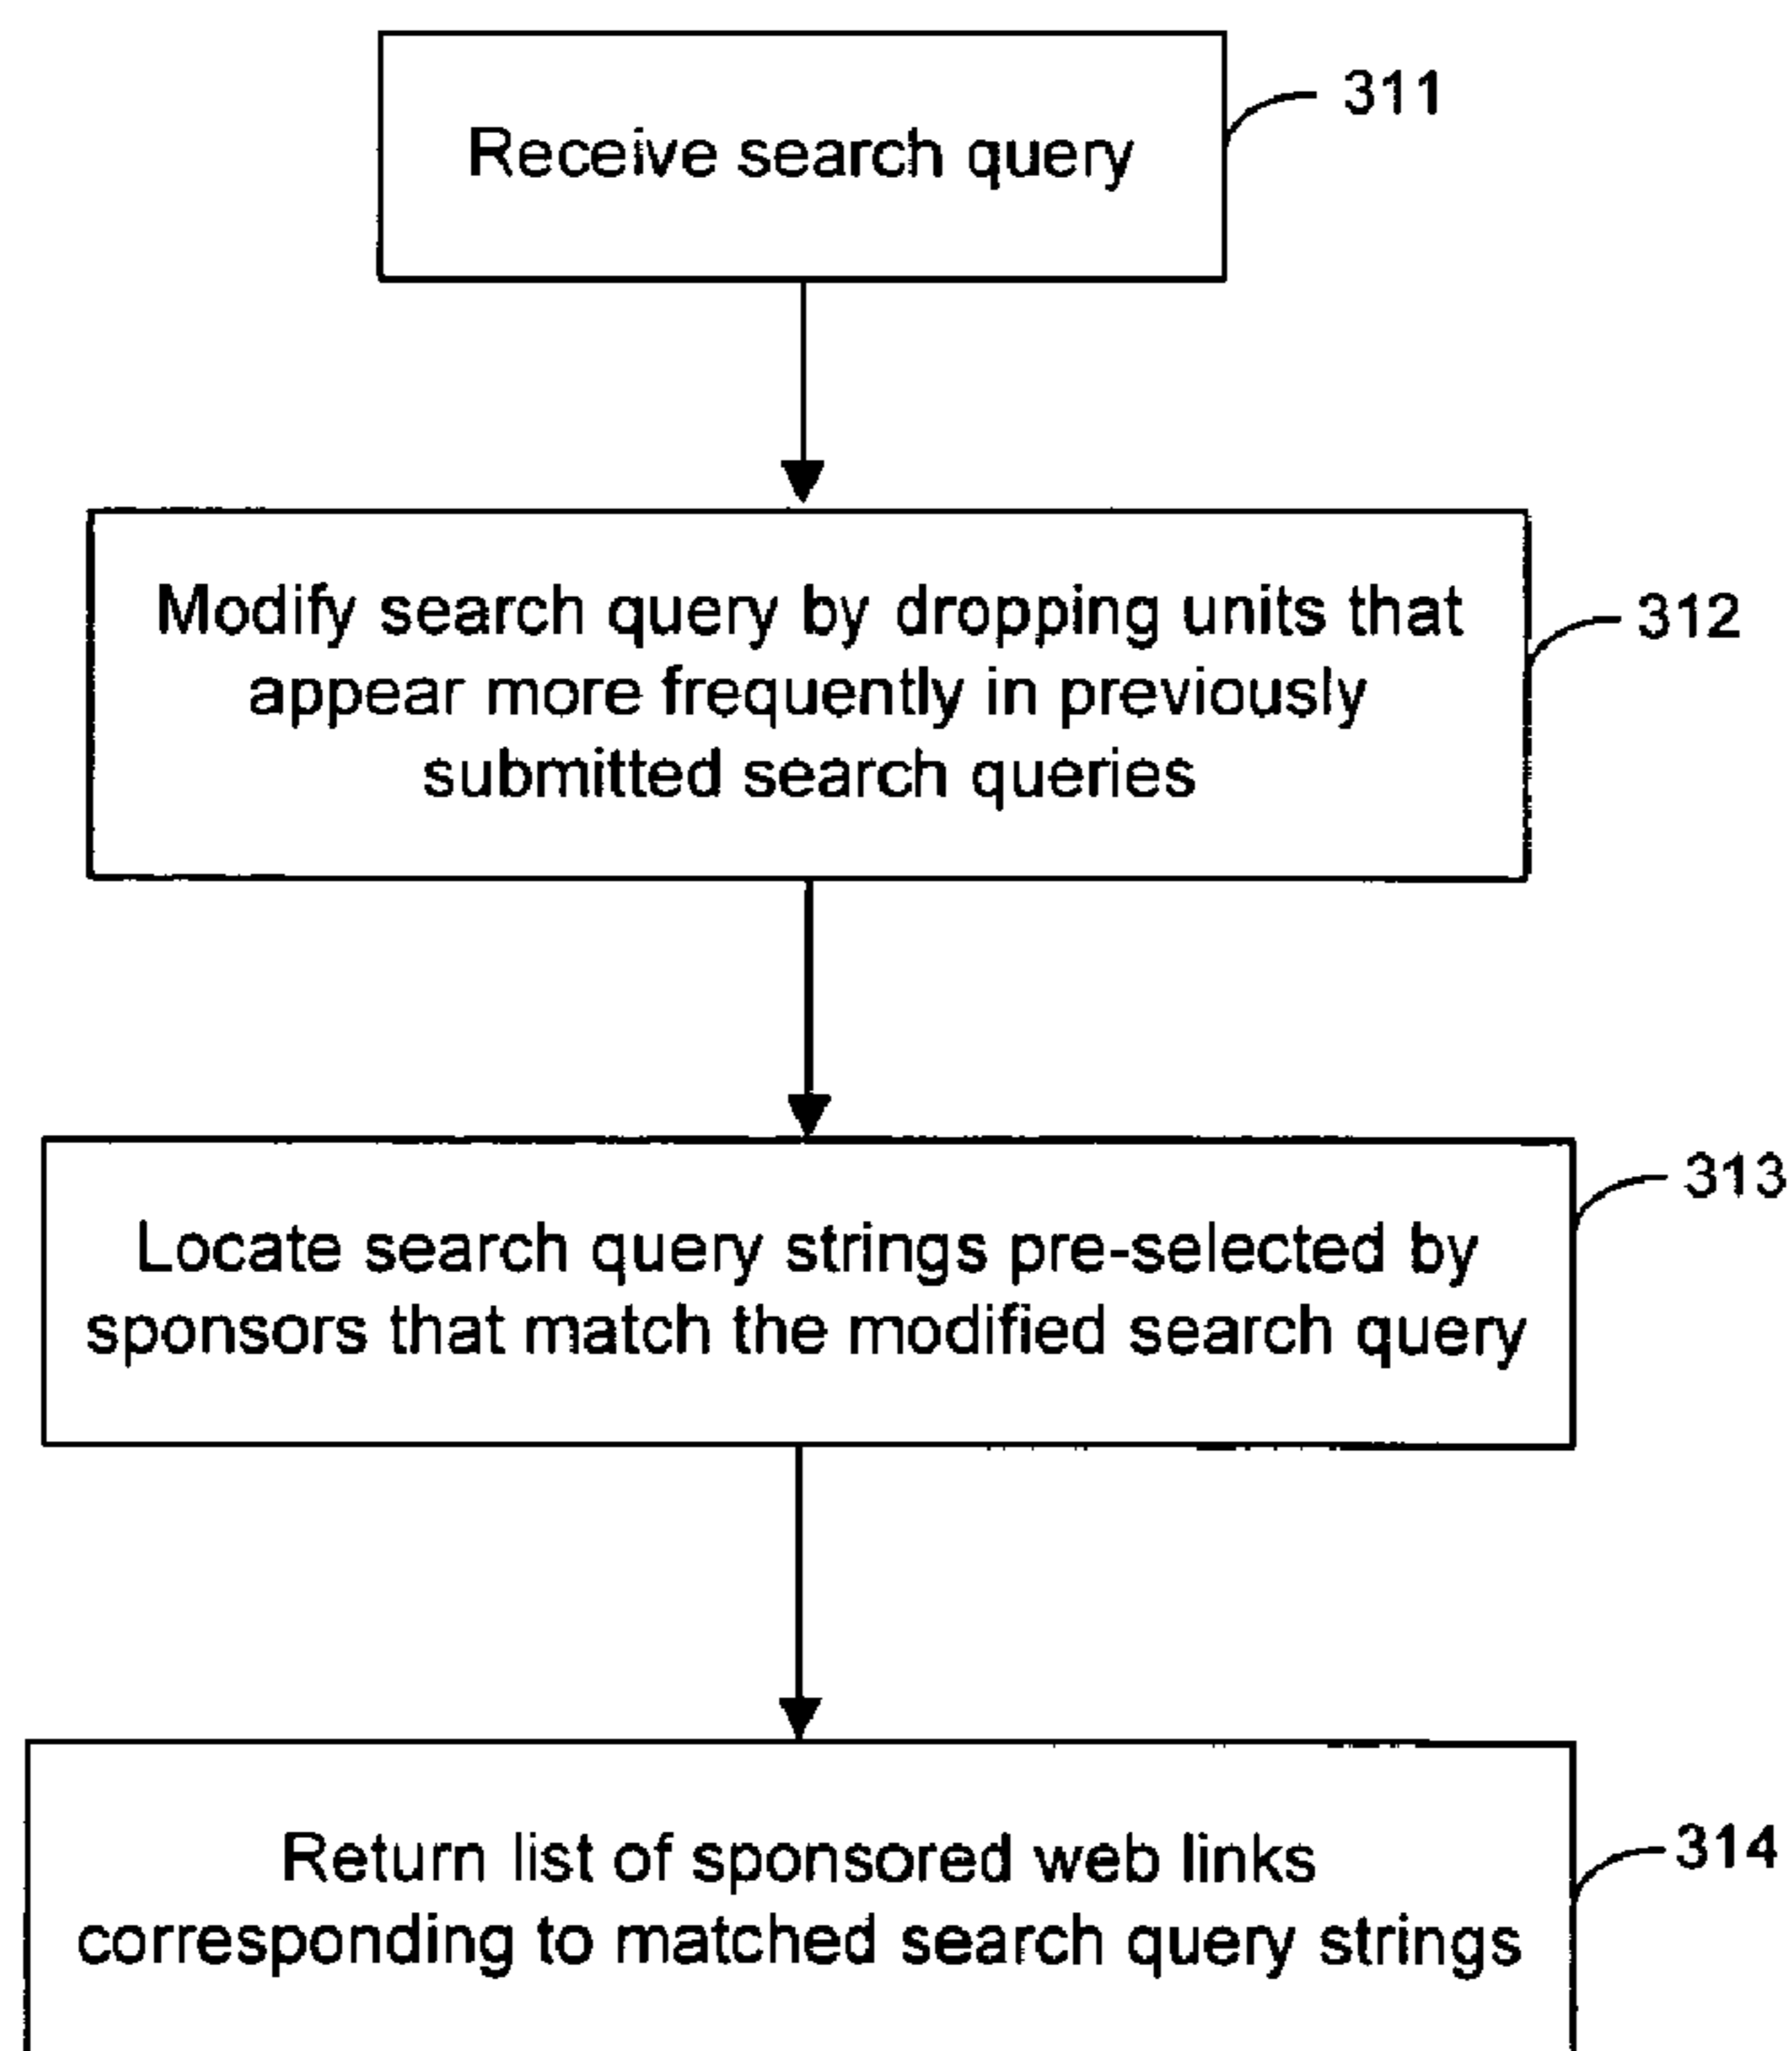 Receive search query
311
Modify search query by dropping units that
appear more frequently in previously
submitted search queries
312
Locate search query strings pre-selected by
sponsors that match the modified search query
313
Return list of sponsored web links
corresponding to matched search query strings
314